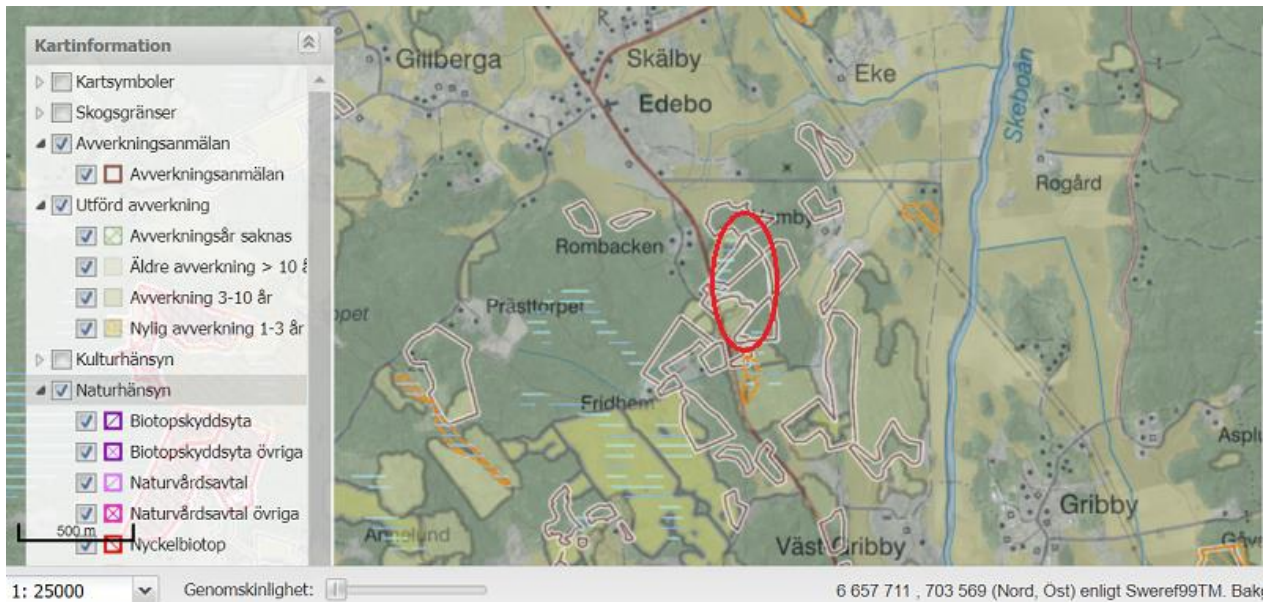 Kartinformation
Kartsymboler
Skogsgränser
Avverkningsanmälan
Avverkningsanmälan
Utförd avverkning
Avverkningsår saknas
Äldre avverkning > 10 å
Avverkning 3-10 år
Nylig avverkning 1-3 år
Kulturhänsyn
Naturhänsyn
Biotopskyddsyta
Biotopskyddsyta övriga
Naturvårdsavtal
Naturvårdsavtal övriga
Nyckelbiotop
500 m
Gillberga
Skälby
Eke
Edebo
Skeboån
Rogård
Rombacken
Prästtorpet
Fridhem
Gribby
Väst Gribby
1: 25000
Genomskinlighet:
6 657 711 , 703 569 (Nord, Öst) enligt Sweref99TM. Bakg